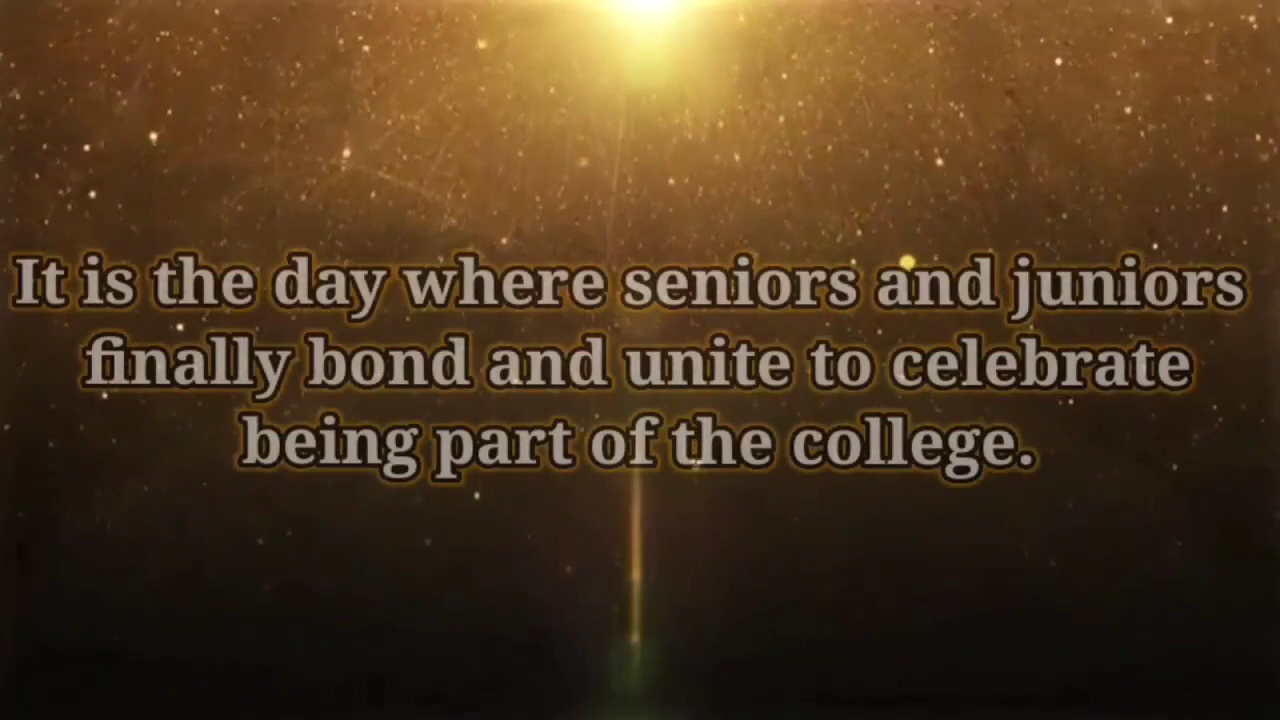 It is the day where seniors and juniors
finally bond and unite to celebrate
being part of the college.